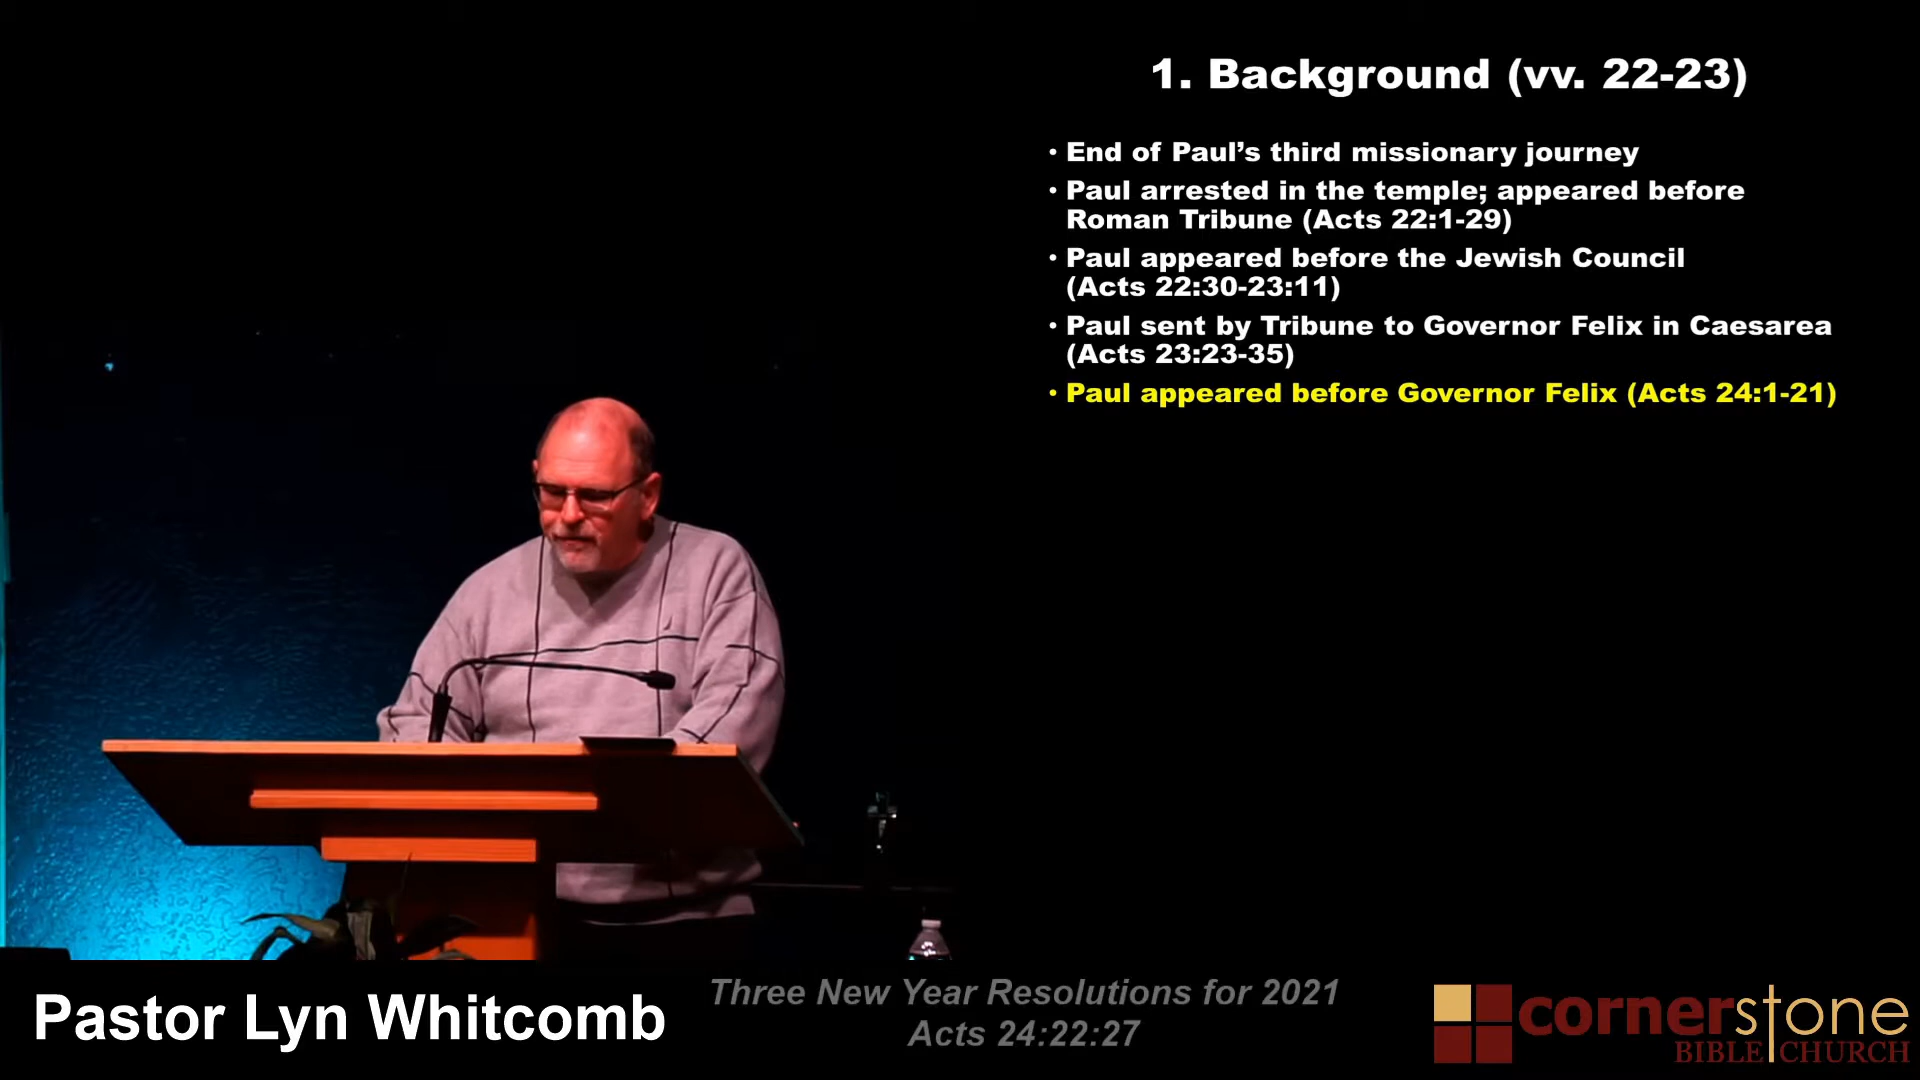 1. Background (vv. 22-23)
• End of Paul’s third missionary journey
• Paul arrested in the temple; appeared before
Roman Tribune (Acts 22:1-29)
• Paul appeared before the Jewish Council
(Acts 22:30-23:11)
• Paul sent by Tribune to Governor Felix in Caesarea
(Acts 23:23-35)
• Paul appeared before Governor Felix (Acts 24:1-21)
Pastor Lyn Whitcomb
Three New Year Resolutions for 2021
Acts 24:22:27
cornerstone
BIBLE CHURCH